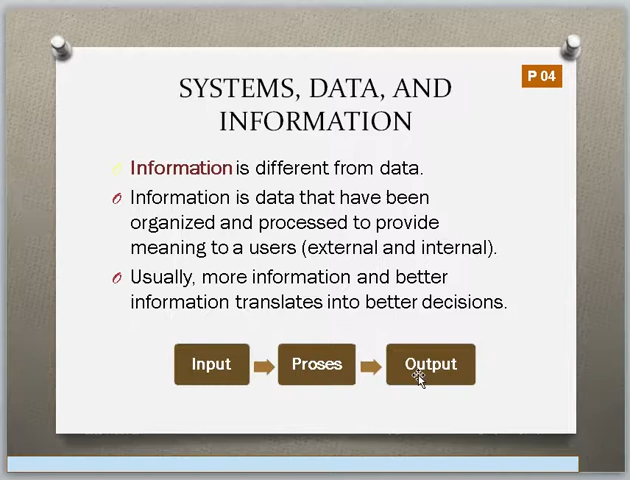 P 04
SYSTEMS, DATA, AND
INFORMATION
Information is different from data.
Information is data that have been
organized and processed to provide
meaning to a users (external and internal).
Usually, more information and better
information translates into better decisions.
Input
Proses
Output